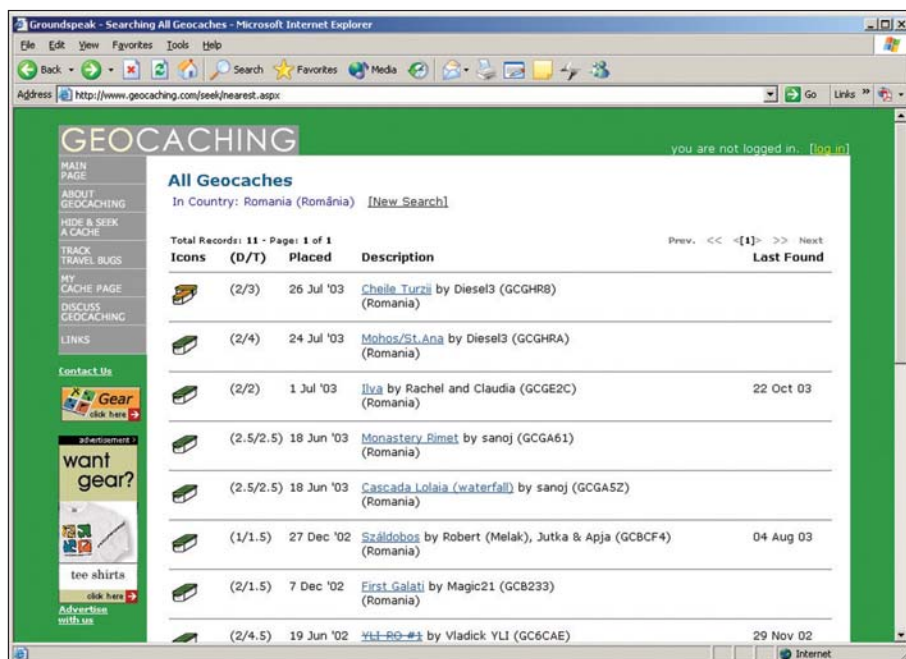 Groundspeak - Searching All Geocaches - Microsoft Internet Explorer
File Edit View Favorites Tools Help
Back Search Favorites Media
Address http://www.geocaching.com/seek/nearest.aspx Go Links »
GEOCACHING
you are not logged in. [log in]
MAIN
PAGE
ABOUT
GEOCACHING
HIDE & SEEK
A CACHE
TRACK
TRAVEL BUGS
MY
CACHE PAGE
DISCUSS
GEOCACHING
LINKS
Contact Us
Gear
click here
advertisement
want
gear?
tee shirts
click here
Advertise
with us
All Geocaches
In Country: Romania (România) [New Search]
Total Records: 11 - Page: 1 of 1 Prev. << <[1]> >> Next
Icons (D/T) Placed Description Last Found
(2/3) 26 Jul '03 Cheile Turzii by Diesel3 (GCGHR8)
(Romania)
(2/4) 24 Jul '03 Mohos/St.Ana by Diesel3 (GCGHRA)
(Romania)
(2/2) 1 Jul '03 Ilva by Rachel and Claudia (GCGE2C) 22 Oct 03
(Romania)
(2.5/2.5) 18 Jun '03 Monastery Rimet by sanoj (GCGA61)
(Romania)
(2.5/2.5) 18 Jun '03 Cascada Lolaia (waterfall) by sanoj (GCGA5Z)
(Romania)
(1/1.5) 27 Dec '02 Száldobos by Robert (Melak), Jutka & Apja (GCBCF4) 04 Aug 03
(Romania)
(2/1.5) 7 Dec '02 First Galati by Magic21 (GCB233)
(Romania)
(2/4.5) 19 Jun '02 YLI-RO #1 by Vladick YLI (GC6CAE) 29 Nov 02
Internet